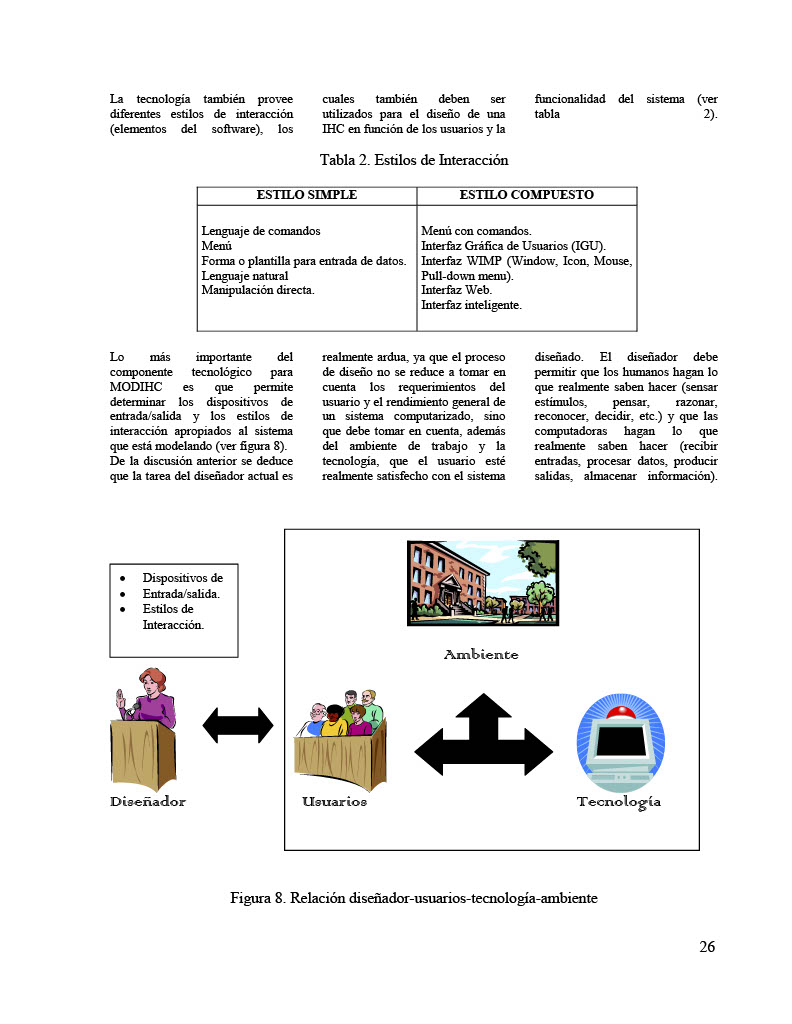 La tecnología también provee
diferentes estilos de interacción
(elementos del software), los
cuales también deben ser
utilizados para el diseño de una
IHC en función de los usuarios y la
funcionalidad del sistema (ver
tabla 2).
Tabla 2. Estilos de Interacción
ESTILO SIMPLE
Lenguaje de comandos
Menú
Forma o plantilla para entrada de datos.
Lenguaje natural
Manipulación directa.
ESTILO COMPUESTO
Menú con comandos.
Interfaz Gráfica de Usuarios (IGU).
Interfaz WIMP (Window, Icon, Mouse,
Pull-down menu).
Interfaz Web.
Interfaz inteligente.
Lo más importante del
componente tecnológico para
MODIHC es que permite
determinar los dispositivos de
entrada/salida y los estilos de
interacción apropiados al sistema
que está modelando (ver figura 8).
De la discusión anterior se deduce
que la tarea del diseñador actual es
realmente ardua, ya que el proceso
de diseño no se reduce a tomar en
cuenta los requerimientos del
usuario y el rendimiento general de
un sistema computarizado, sino
que debe tomar en cuenta, además
del ambiente de trabajo y la
tecnología, que el usuario esté
realmente satisfecho con el sistema
diseñado. El diseñador debe
permitir que los humanos hagan lo
que realmente saben hacer (sensar
estímulos, pensar, razonar,
reconocer, decidir, etc.) y que las
computadoras hagan lo que
realmente saben hacer (recibir
entradas, procesar datos, producir
salidas, almacenar información).
• Dispositivos de
• Entrada/salida.
• Estilos de
Interacción.
Ambiente
Diseñador
Usuarios
Tecnología
Figura 8. Relación diseñador-usuarios-tecnología-ambiente
26